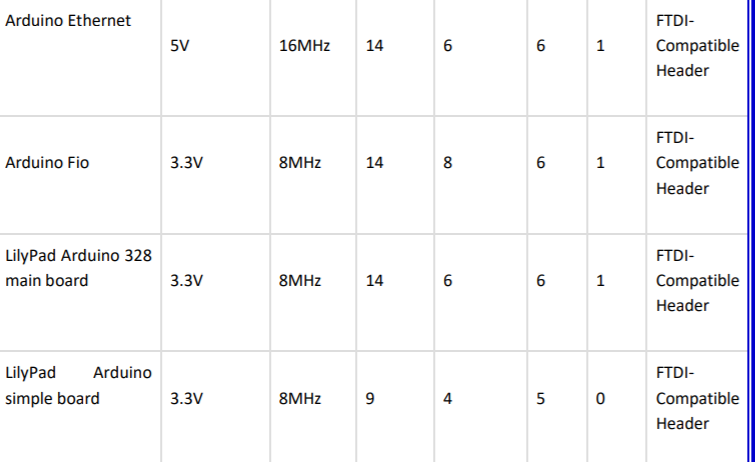 Arduino Ethernet
5V 16MHz 14 6 6 1 FTDI-
Compatible
Header
Arduino Fio 3.3V 8MHz 14 8 6 1 FTDI-
Compatible
Header
LilyPad Arduino 328
main board 3.3V 8MHz 14 6 6 1 FTDI-
Compatible
Header
LilyPad Arduino
simple board 3.3V 8MHz 9 4 5 0 FTDI-
Compatible
Header